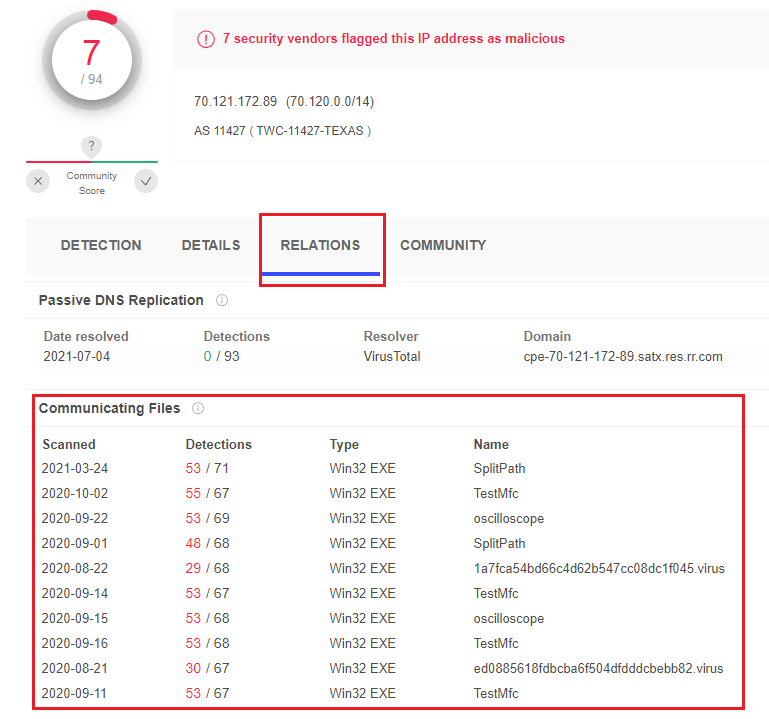 7
/ 94
?
Community
Score
7 security vendors flagged this IP address as malicious
70.121.172.89 (70.120.0.0/14)
AS 11427 ( TWC-11427-TEXAS )
DETECTION DETAILS RELATIONS COMMUNITY
Passive DNS Replication
Date resolved Detections Resolver Domain
2021-07-04 0 / 93 VirusTotal cpe-70-121-172-89.satx.res.rr.com
Communicating Files
Scanned Detections Type Name
2021-03-24 53 / 71 Win32 EXE SplitPath
2020-10-02 55 / 67 Win32 EXE TestMfc
2020-09-22 53 / 69 Win32 EXE oscilloscope
2020-09-01 48 / 68 Win32 EXE SplitPath
2020-08-22 29 / 68 Win32 EXE 1a7fca54bd66c4d62b547cc08dc1f045.virus
2020-09-14 53 / 67 Win32 EXE TestMfc
2020-09-15 53 / 68 Win32 EXE oscilloscope
2020-09-16 53 / 68 Win32 EXE TestMfc
2020-08-21 30 / 67 Win32 EXE ed0885618fdbcba6f504dfdddcbebb82.virus
2020-09-11 53 / 67 Win32 EXE TestMfc